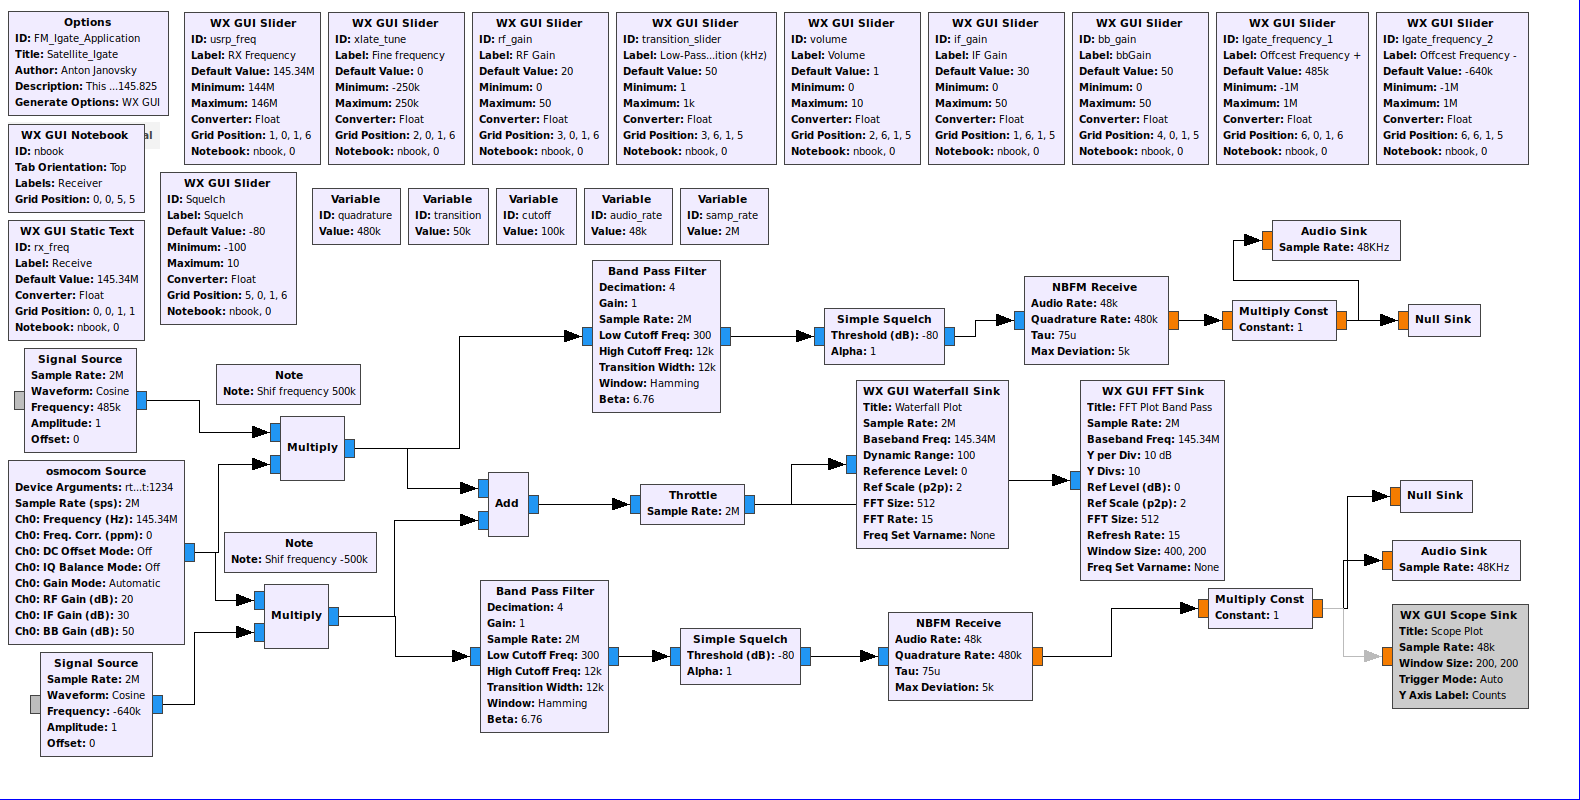 Options
ID: FM_Igate_Application
Title: Satellite_Igate
Author: Anton Janovsky
Description: This ...145.825
Generate Options: WX GUI
WX GUI Slider
ID: usrp_freq
Label: RX Frequency
Default Value: 145.34M
Minimum: 144M
Maximum: 146M
Converter: Float
Grid Position: 1, 0, 1, 6
Notebook: nbook, 0
WX GUI Slider
ID: xlate_tune
Label: Fine frequency
Default Value: 0
Minimum: -250k
Maximum: 250k
Converter: Float
Grid Position: 2, 0, 1, 6
Notebook: nbook, 0
WX GUI Slider
ID: rf_gain
Label: RF Gain
Default Value: 20
Minimum: 0
Maximum: 50
Converter: Float
Grid Position: 3, 0, 1, 6
Notebook: nbook, 0
WX GUI Slider
ID: transition_slider
Label: Low-Pass...ition (kHz)
Default Value: 50
Minimum: 1
Maximum: 1k
Converter: Float
Grid Position: 3, 6, 1, 5
Notebook: nbook, 0
WX GUI Slider
ID: volume
Label: Volume
Default Value: 1
Minimum: 0
Maximum: 10
Converter: Float
Grid Position: 2, 6, 1, 5
Notebook: nbook, 0
WX GUI Slider
ID: if_gain
Label: IF Gain
Default Value: 30
Minimum: 0
Maximum: 50
Converter: Float
Grid Position: 1, 6, 1, 5
Notebook: nbook, 0
WX GUI Slider
ID: bb_gain
Label: bbGain
Default Value: 50
Minimum: 0
Maximum: 50
Converter: Float
Grid Position: 4, 0, 1, 5
Notebook: nbook, 0
WX GUI Slider
ID: Igate_frequency_1
Label: Offcest Frequency +
Default Value: 485k
Minimum: -1M
Maximum: 1M
Converter: Float
Grid Position: 6, 0, 1, 6
Notebook: nbook, 0
WX GUI Slider
ID: Igate_frequency_2
Label: Offcest Frequency -
Default Value: -640k
Minimum: -1M
Maximum: 1M
Converter: Float
Grid Position: 6, 6, 1, 5
Notebook: nbook, 0
WX GUI Notebook
ID: nbook
Tab Orientation: Top
Labels: Receiver
Grid Position: 0, 0, 5, 5
al
WX GUI Static Text
ID: rx_freq
Label: Receive
Default Value: 145.34M
Converter: Float
Grid Position: 0, 0, 1, 1
Notebook: nbook, 0
WX GUI Slider
ID: Squelch
Label: Squelch
Default Value: -80
Minimum: -100
Maximum: 10
Converter: Float
Grid Position: 5, 0, 1, 6
Notebook: nbook, 0
Variable
ID: quadrature
Value: 480k
Variable
ID: transition
Value: 50k
Variable
ID: cutoff
Value: 100k
Variable
ID: audio_rate
Value: 48k
Variable
ID: samp_rate
Value: 2M
Audio Sink
Sample Rate: 48KHz
Band Pass Filter
Decimation: 4
Gain: 1
Sample Rate: 2M
Low Cutoff Freq: 300
High Cutoff Freq: 12k
Transition Width: 12k
Window: Hamming
Beta: 6.76
Simple Squelch
Threshold (dB): -80
Alpha: 1
NBFM Receive
Audio Rate: 48k
Quadrature Rate: 480k
Tau: 75u
Max Deviation: 5k
Multiply Const
Constant: 1
Null Sink
Signal Source
Sample Rate: 2M
Waveform: Cosine
Frequency: 485k
Amplitude: 1
Offset: 0
Note
Note: Shif frequency 500k
Multiply
osmocom Source
Device Arguments: rt...t:1234
Sample Rate (sps): 2M
Ch0: Frequency (Hz): 145.34M
Ch0: Freq. Corr. (ppm): 0
Ch0: DC Offset Mode: Off
Ch0: IQ Balance Mode: Off
Ch0: Gain Mode: Automatic
Ch0: RF Gain (dB): 20
Ch0: IF Gain (dB): 30
Ch0: BB Gain (dB): 50
Add
Throttle
Sample Rate: 2M
WX GUI Waterfall Sink
Title: Waterfall Plot
Sample Rate: 2M
Baseband Freq: 145.34M
Dynamic Range: 100
Reference Level: 0
Ref Scale (p2p): 2
FFT Size: 512
FFT Rate: 15
Freq Set Varname: None
WX GUI FFT Sink
Title: FFT Plot Band Pass
Sample Rate: 2M
Baseband Freq: 145.34M
Y per Div: 10 dB
Y Divs: 10
Ref Level (dB): 0
Ref Scale (p2p): 2
FFT Size: 512
Refresh Rate: 15
Window Size: 400, 200
Freq Set Varname: None
Null Sink
Note
Note: Shif frequency -500k
Multiply
Audio Sink
Sample Rate: 48KHz
Band Pass Filter
Decimation: 4
Gain: 1
Sample Rate: 2M
Low Cutoff Freq: 300
High Cutoff Freq: 12k
Transition Width: 12k
Window: Hamming
Beta: 6.76
Simple Squelch
Threshold (dB): -80
Alpha: 1
NBFM Receive
Audio Rate: 48k
Quadrature Rate: 480k
Tau: 75u
Max Deviation: 5k
Multiply Const
Constant: 1
WX GUI Scope Sink
Title: Scope Plot
Sample Rate: 48k
Window Size: 200, 200
Trigger Mode: Auto
Y Axis Label: Counts
Signal Source
Sample Rate: 2M
Waveform: Cosine
Frequency: -640k
Amplitude: 1
Offset: 0